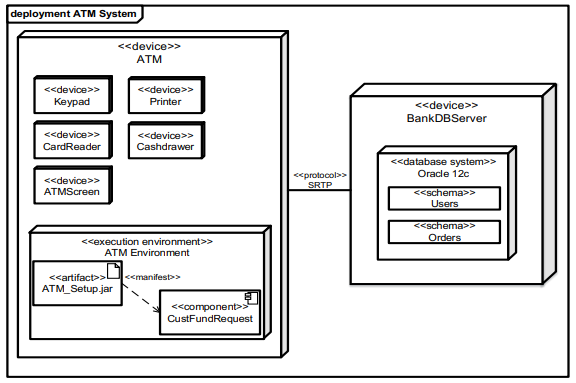 deployment ATM System
<<device>>
ATM
<<device>>
Keypad
<<device>>
Printer
<<device>>
CardReader
<<device>>
Cashdrawer
<<device>>
ATMScreen
<<execution environment>>
ATM Environment
<<artifact>>
ATM_Setup.jar
<<manifest>>
<<component>>
CustFundRequest
<<protocol>>
SRTP
<<device>>
BankDBServer
<<database system>>
Oracle 12c
<<schema>>
Users
<<schema>>
Orders